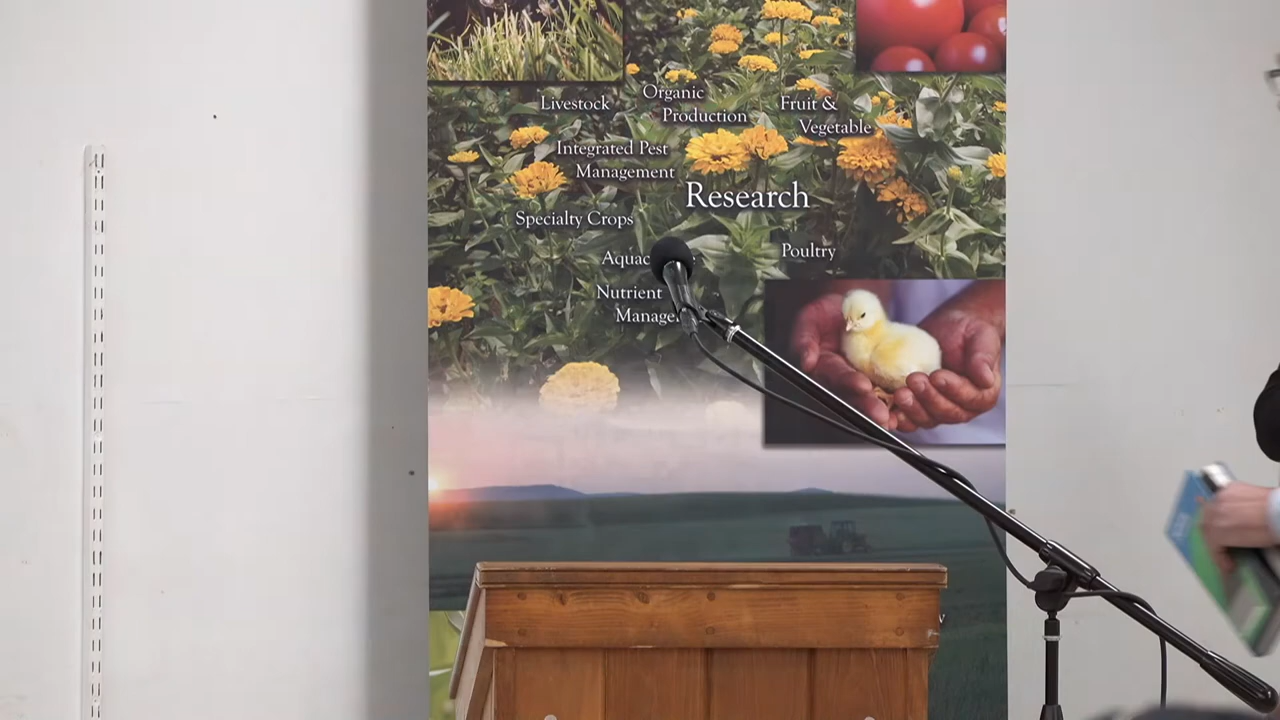 Livestock
Organic
Production
Fruit &
Vegetable
Integrated Pest
Management
Research
Specialty Crops
Poultry
Nutrient